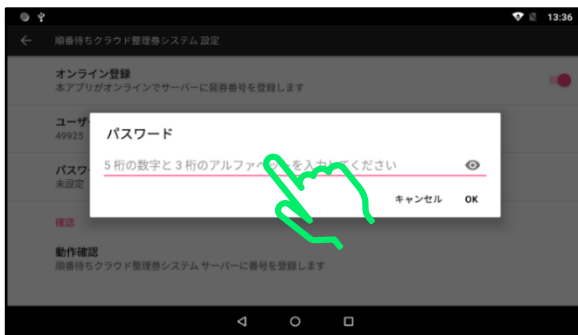 13:36
順番待ちクラウド整理券システム 設定
オンライン登録
本アプリがオンラインでサーバーに発券番号を登録します
ユーザ
49925
パスワード
5 桁の数字と 3 桁のアルファベットを入力してください
キャンセル OK
パスワ
未設定
確認
動作確認
順番待ちクラウド整理券システム サーバーに番号を登録します